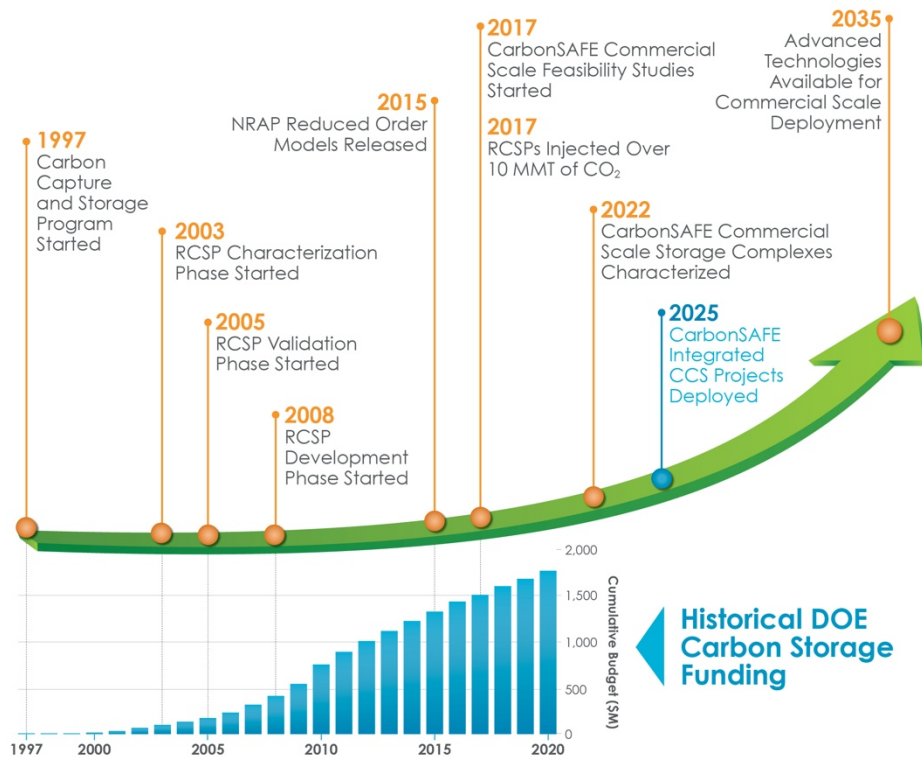 1997
Carbon
Capture
and Storage
Program
Started
2003
RCSP Characterization
Phase Started
2005
RCSP Validation
Phase Started
2008
RCSP
Development
Phase Started
2015
NRAP Reduced Order
Models Released
2017
CarbonSAFE Commercial
Scale Feasibility Studies
Started
2017
RCSPs Injected Over
10 MMT of CO₂
2022
CarbonSAFE Commercial
Scale Storage Complexes
Characterized
2025
CarbonSAFE
Integrated
CCS Projects
Deployed
2035
Advanced
Technologies
Available for
Commercial Scale
Deployment
2,000
1,500
1,000
500
0
Cumulative Budget ($M)
1997
2000
2005
2010
2015
2020
Historical DOE
Carbon Storage
Funding